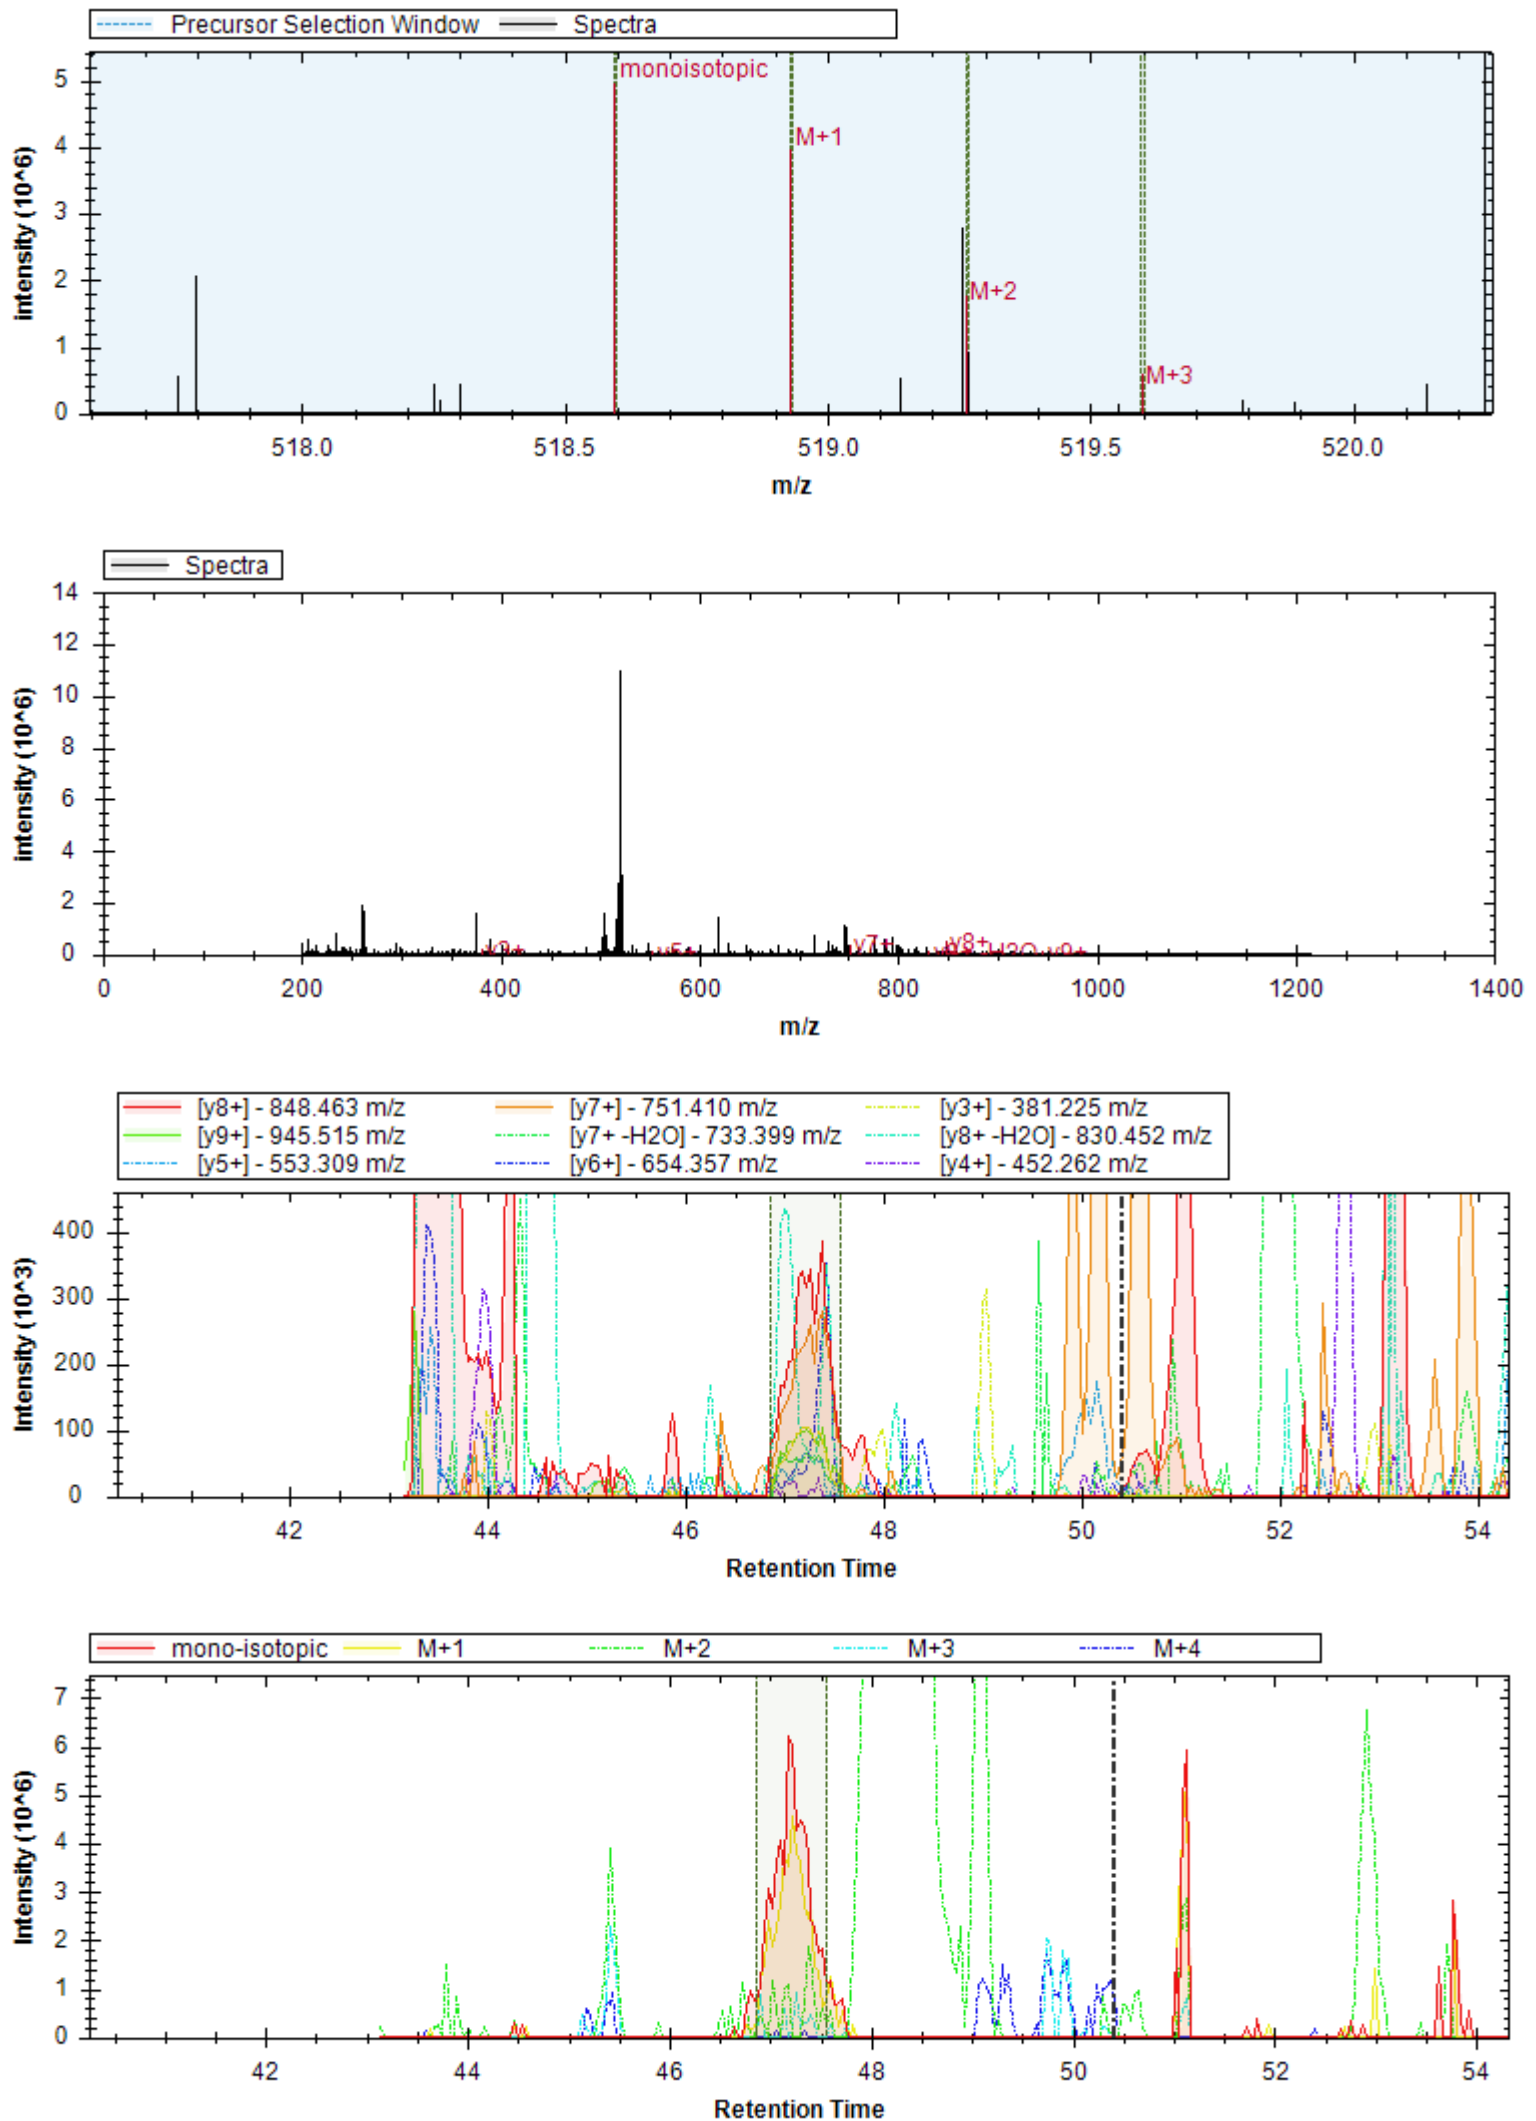 Precursor Selection Window Spectra
monoisotopic
M+1
M+2
M+3
intensity (10^6)
5
4
3
2
1
0
518.0 518.5 519.0 519.5 520.0
m/z
Spectra
intensity (10^6)
14
12
10
8
6
4
2
0
y5+ y7+ y8+ -H2O y9+
0 200 400 600 800 1000 1200 1400
m/z
[y8+] - 848.463 m/z [y7+] - 751.410 m/z [y3+] - 381.225 m/z
[y9+] - 945.515 m/z [y7+ -H2O] - 733.399 m/z [y8+ -H2O] - 830.452 m/z
[y5+] - 553.309 m/z [y6+] - 654.357 m/z [y4+] - 452.262 m/z
Intensity (10^3)
400
300
200
100
0
42 44 46 48 50 52 54
Retention Time
mono-isotopic M+1 M+2 M+3 M+4
Intensity (10^6)
7
6
5
4
3
2
1
0
42 44 46 48 50 52 54
Retention Time